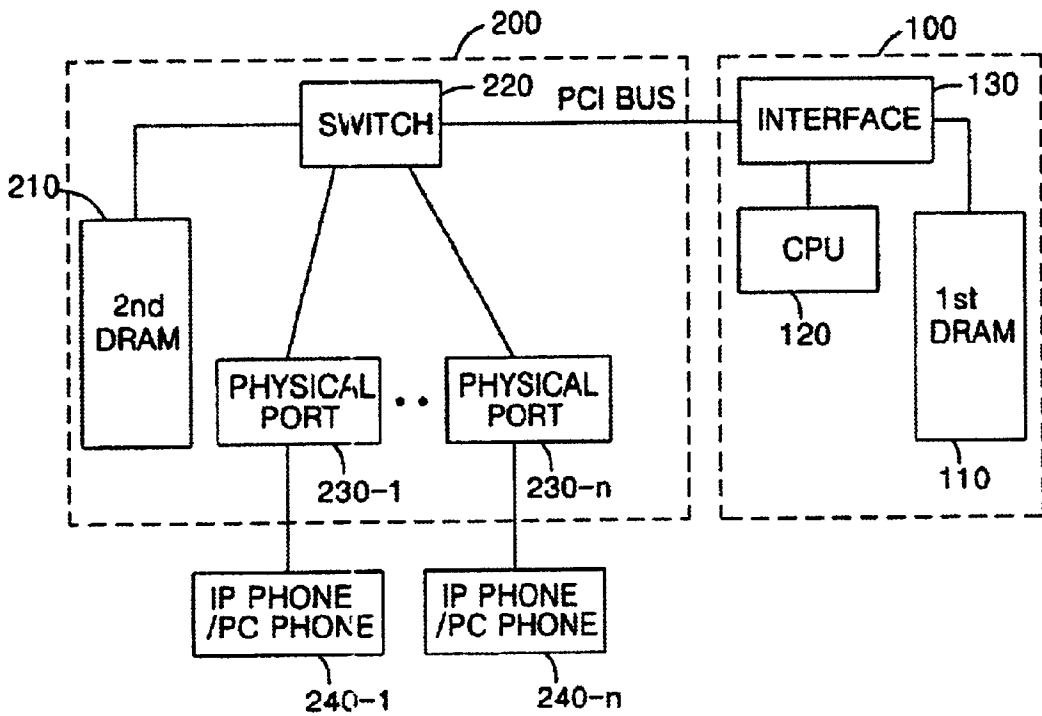 200
100
220
130
SWITCH
PCI BUS
INTERFACE
210
2nd
DRAM
CPU
120
1st
DRAM
PHYSICAL
PORT
PHYSICAL
PORT
230-1
230-n
110
IP PHONE
/PC PHONE
IP PHONE
/PC PHONE
240-1
240-n